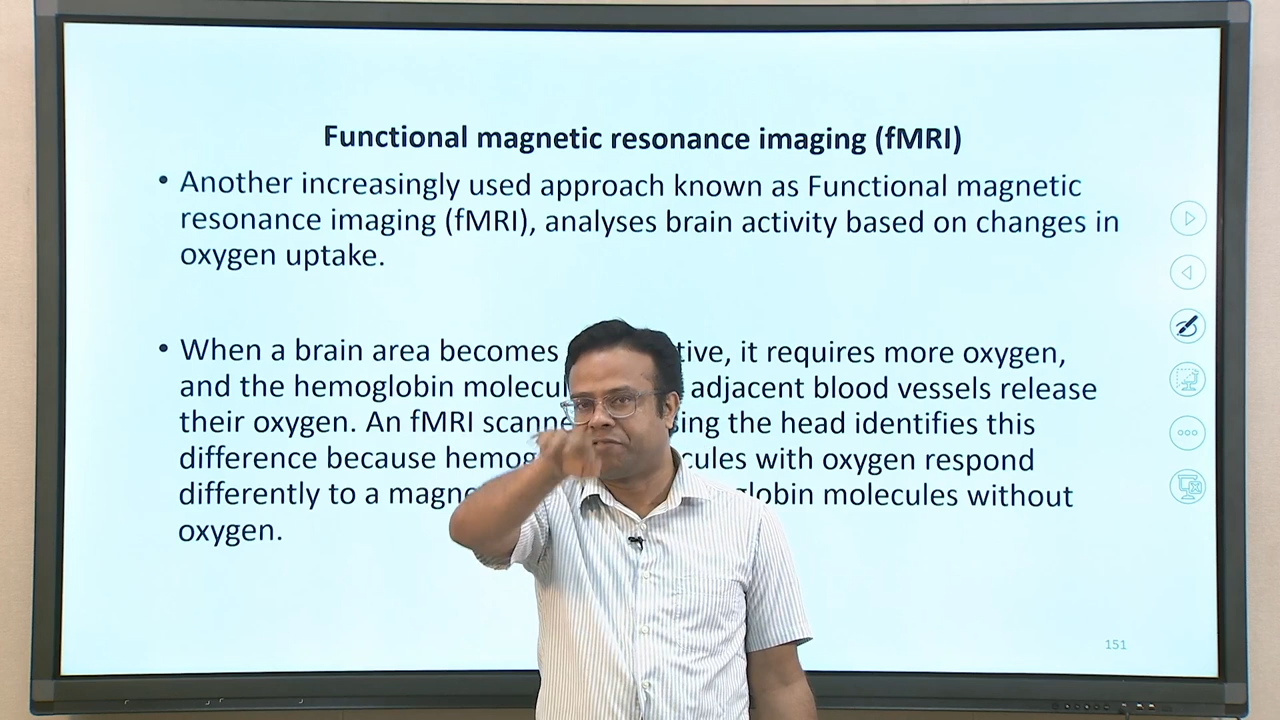 Functional magnetic resonance imaging (fMRI)
• Another increasingly used approach known as Functional magnetic
resonance imaging (fMRI), analyses brain activity based on changes in
oxygen uptake.
• When a brain area becomes tive, it requires more oxygen,
and the hemoglobin molecu adjacent blood vessels release
their oxygen. An fMRI scanne sing the head identifies this
difference because hemog cules with oxygen respond
differently to a magne globin molecules without
oxygen.
151